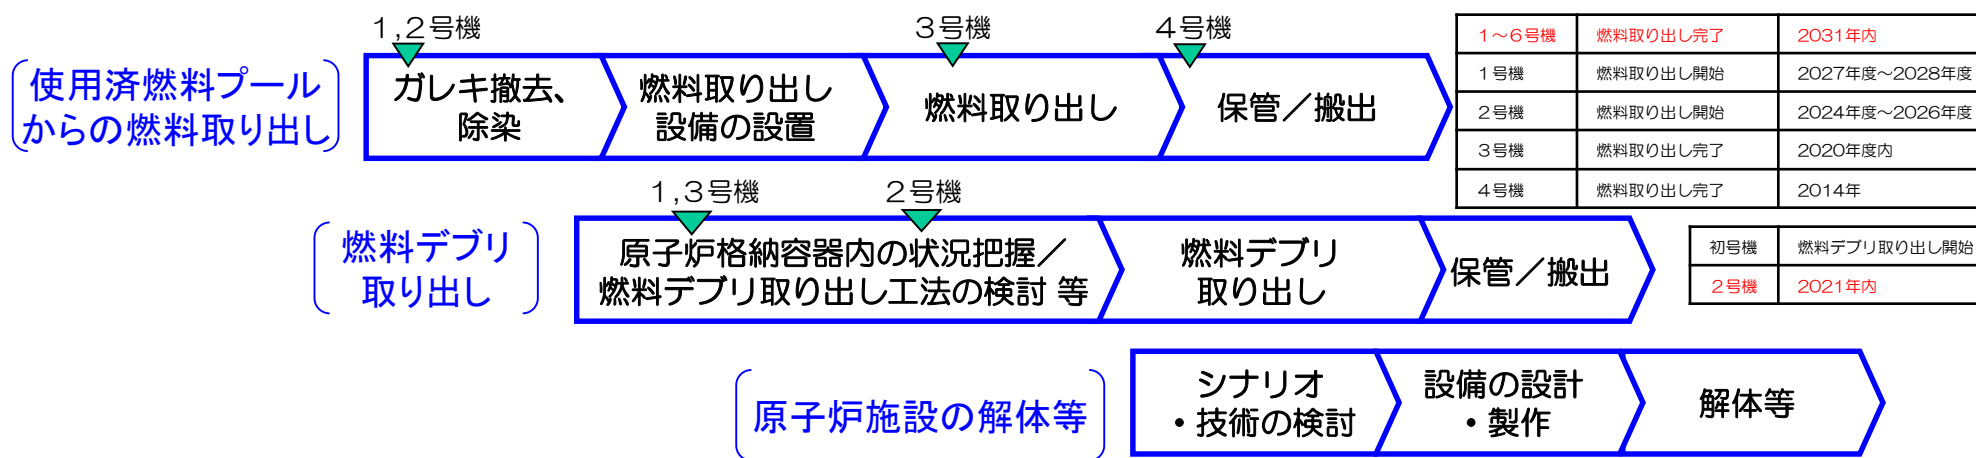 1,2号機
3号機
4号機
使用済燃料プール
からの燃料取り出し
ガレキ撤去、
除染
燃料取り出し
設備の設置
燃料取り出し
保管／搬出
1～6号機 燃料取り出し完了 2031年内
1号機 燃料取り出し開始 2027年度～2028年度
2号機 燃料取り出し開始 2024年度～2026年度
3号機 燃料取り出し完了 2020年度内
4号機 燃料取り出し完了 2014年
1,3号機
2号機
燃料デブリ
取り出し
原子炉格納容器内の状況把握／
燃料デブリ取り出し工法の検討 等
燃料デブリ
取り出し
保管／搬出
初号機 燃料デブリ取り出し開始
2号機 2021年内
原子炉施設の解体等
シナリオ
・技術の検討
設備の設計
・製作
解体等